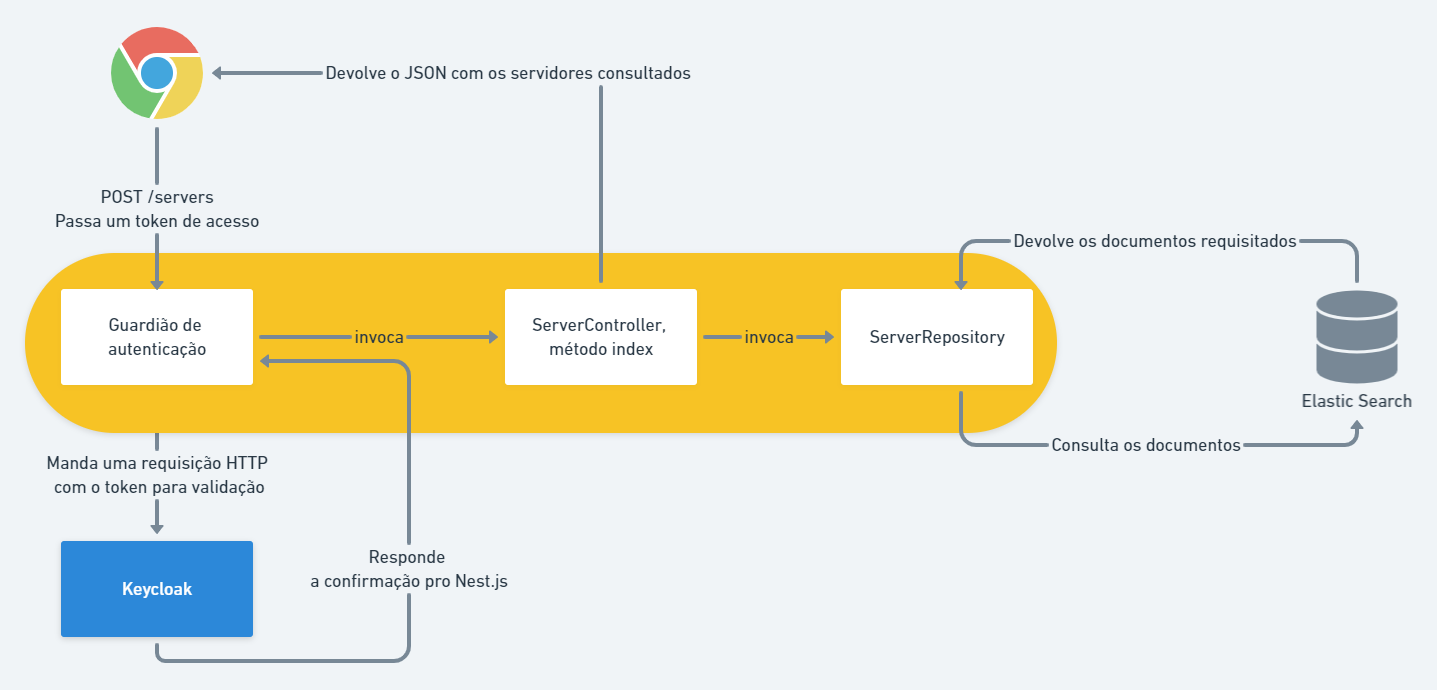 Devolve o JSON com os servidores consultados
POST /servers
Passa um token de acesso
Devolve os documentos requisitados
Guardião de
autenticação
invoca
ServerController,
método index
invoca
ServerRepository
Elastic Search
Consulta os documentos
Manda uma requisição HTTP
com o token para validação
Responde
a confirmação pro Nest.js
Keycloak